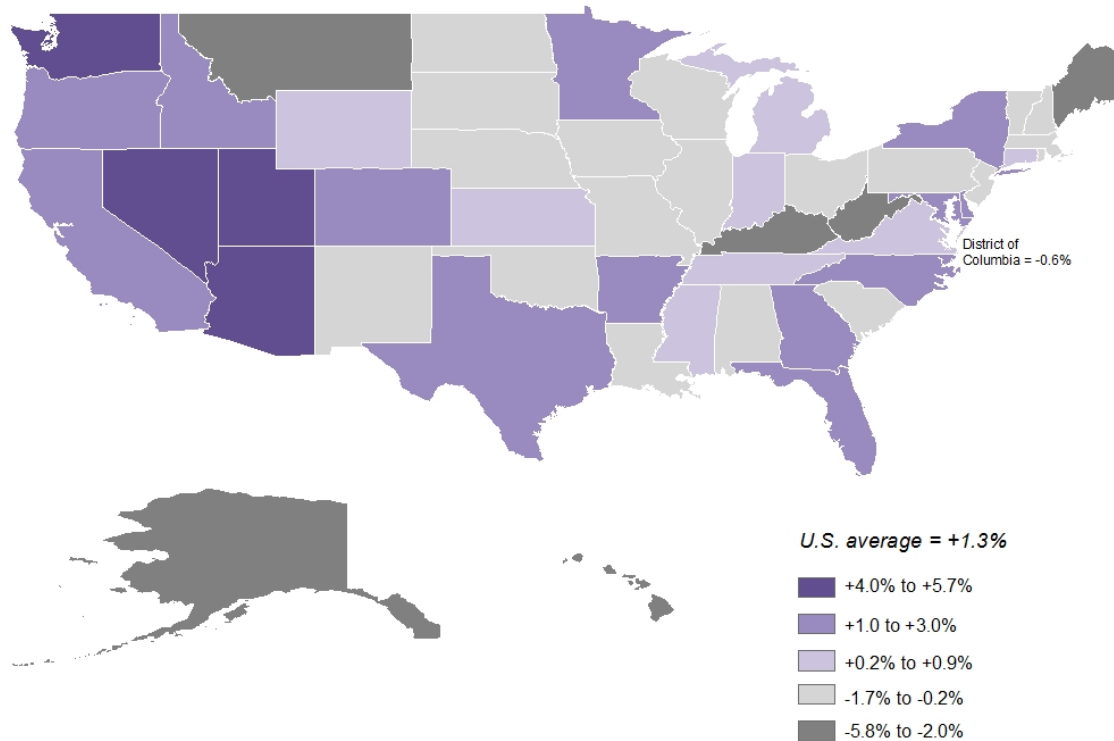 District of
Columbia = -0.6%
U.S. average = +1.3%
+4.0% to +5.7%
+1.0 to +3.0%
+0.2% to +0.9%
-1.7% to -0.2%
-5.8% to -2.0%